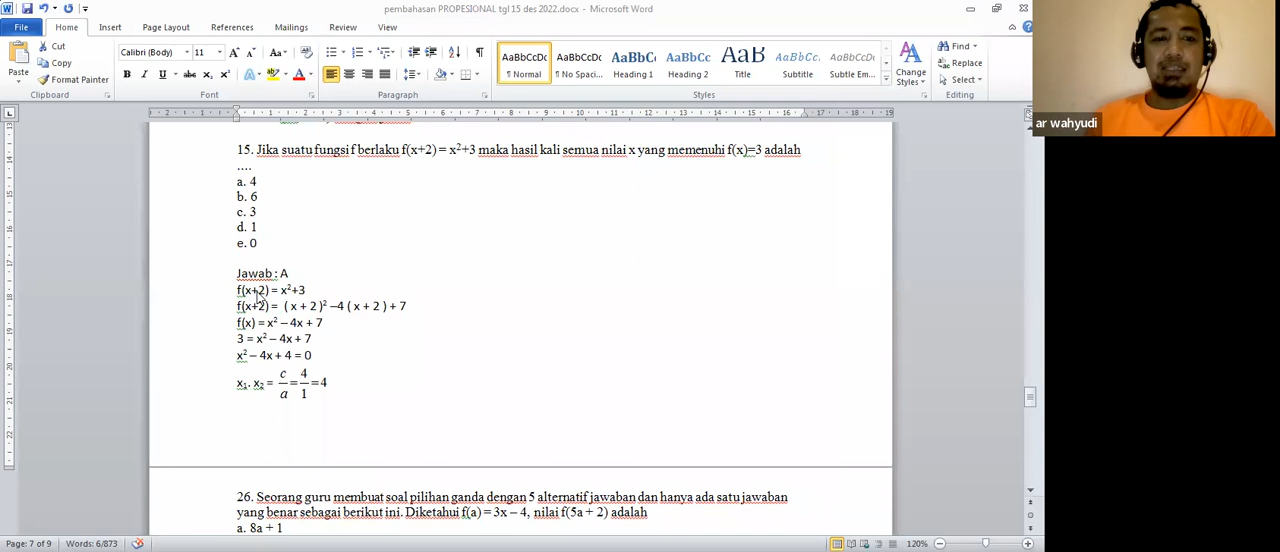 pembahasan PROPESIONAL tgl 15 des 2022.docx - Microsoft Word
File Home Insert Page Layout References Mailings Review View
Cut
Copy
Format Painter
Paste
Clipboard
Calibri (Body) 11
Font
Paragraph
AaBbCcDc AaBbCcDc AaBbC AaBbCc AaB AaBbCc. AaBbCcDc
¶ Normal ¶ No Spaci... Heading 1 Heading 2 Title Subtitle Subtle Em...
Styles
Change Styles
Find
Replace
Select
Editing
ar wahyudi
15. Jika suatu fungsi f berlaku f(x+2) = x²+3 maka hasil kali semua nilai x yang memenuhi f(x)=3 adalah
....
a. 4
b. 6
c. 3
d. 1
e. 0
Jawab : A
f(x+2) = x²+3
f(x+2) = ( x + 2 )² –4 ( x + 2 ) + 7
f(x) = x² – 4x + 7
3 = x² – 4x + 7
x² – 4x + 4 = 0
x₁. x₂ = c/a = 4/1 = 4
26. Seorang guru membuat soal pilihan ganda dengan 5 alternatif jawaban dan hanya ada satu jawaban
yang benar sebagai berikut ini. Diketahui f(a) = 3x – 4, nilai f(5a + 2) adalah
a. 8a + 1
Page: 7 of 9 Words: 6/873 120%